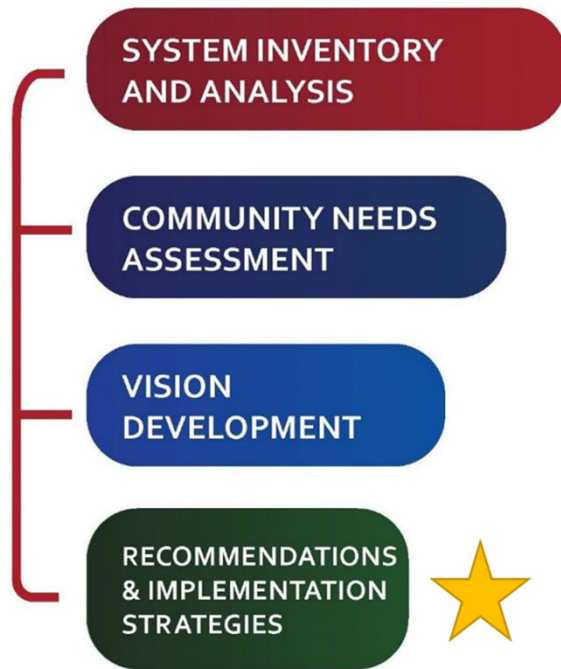 SYSTEM INVENTORY
AND ANALYSIS
COMMUNITY NEEDS
ASSESSMENT
VISION
DEVELOPMENT
RECOMMENDATIONS
& IMPLEMENTATION
STRATEGIES